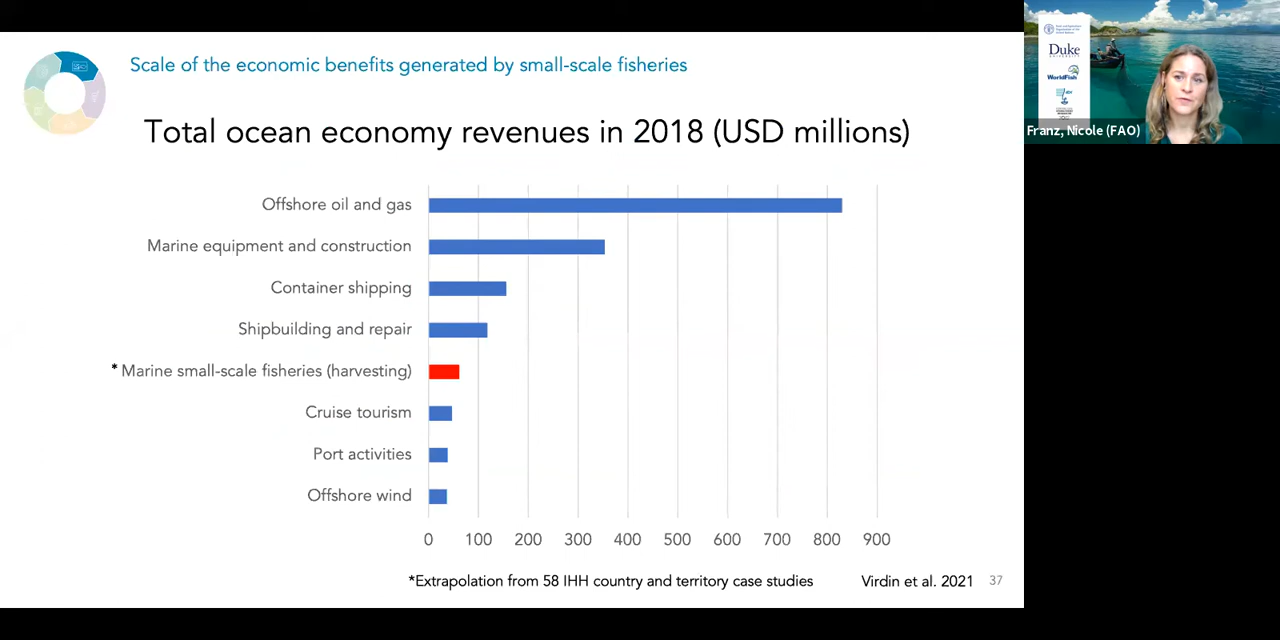 Scale of the economic benefits generated by small-scale fisheries
Total ocean economy revenues in 2018 (USD millions)
Offshore oil and gas
Marine equipment and construction
Container shipping
Shipbuilding and repair
* Marine small-scale fisheries (harvesting)
Cruise tourism
Port activities
Offshore wind
0 100 200 300 400 500 600 700 800 900
*Extrapolation from 58 IHH country and territory case studies
Virdin et al. 2021
37
Duke
WorldFish
Franz, Nicole (FAO)